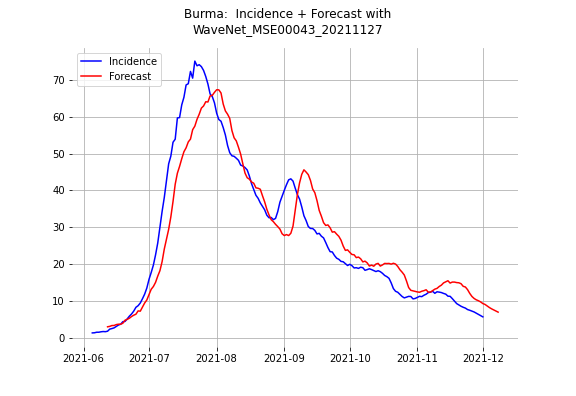 Burma:  Incidence + Forecast with
WaveNet_MSE00043_20211127
Incidence
Forecast
70
60
50
40
30
20
10
0
2021-06 2021-07 2021-08 2021-09 2021-10 2021-11 2021-12